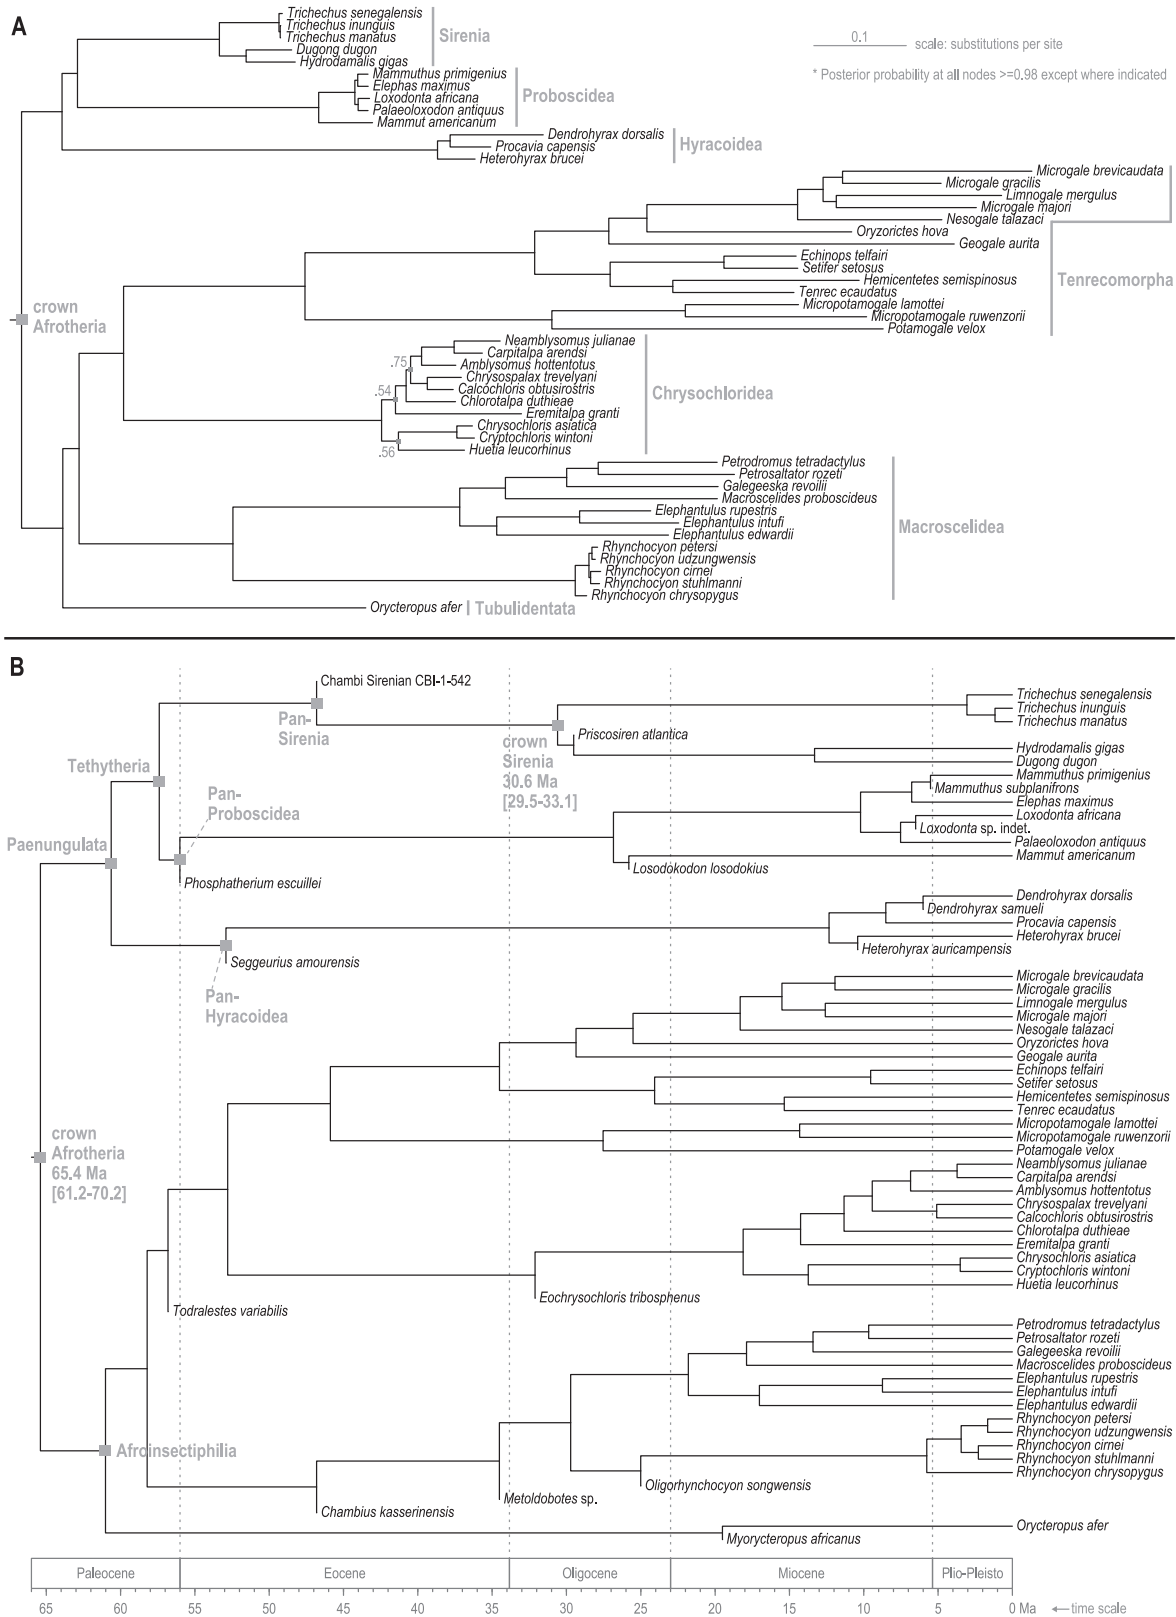 A
Trichechus senegalensis
Trichechus inunguis
Trichechus manatus
Dugong dugon
Hydrodamalis gigas
Sirenia
0.1
scale: substitutions per site
* Posterior probability at all nodes >=0.98 except where indicated
Mammuthus primigenius
Elephas maximus
Loxodonta africana
Palaeoloxodon antiquus
Mammut americanum
Proboscidea
Dendrohyrax dorsalis
Procavia capensis
Heterohyrax brucei
Hyracoidea
Microgale brevicaudata
Microgale gracilis
Limnogale mergulus
Microgale majori
Nesogale talazaci
Oryzorictes hova
Geogale aurita
Echinops telfairi
Setifer setosus
Hemicentetes semispinosus
Tenrec ecaudatus
Micropotamogale lamottei
Micropotamogale ruwenzorii
Potamogale velox
Tenrecomorpha
crown
Afrotheria
Neamblysomus julianae
Carpitalpa arendsi
Amblysomus hottentotus
Chrysospalax trevelyani
Calcochloris obtusirostris
Chlorotalpa duthieae
Eremitalpa granti
Chrysochloris asiatica
Cryptochloris wintoni
Huetia leucorhinus
.75
.54
.56
Chrysochloridea
Petrodromus tetradactylus
Petrosaltator rozeti
Galegeeska revoilii
Macroscelides proboscideus
Elephantulus rupestris
Elephantulus intufi
Elephantulus edwardii
Rhynchocyon petersi
Rhynchocyon udzungwensis
Rhynchocyon cirnei
Rhynchocyon stuhlmanni
Rhynchocyon chrysopygus
Macroscelidea
Orycteropus afer
Tubulidentata
B
Chambi Sirenian CBI-1-542
Pan-
Sirenia
Trichechus senegalensis
Trichechus inunguis
Trichechus manatus
Priscosiren atlantica
crown
Sirenia
30.6 Ma
[29.5-33.1]
Hydrodamalis gigas
Dugong dugon
Tethytheria
Pan-
Proboscidea
Mammuthus primigenius
Mammuthus subplanifrons
Elephas maximus
Loxodonta africana
Loxodonta sp. indet.
Palaeoloxodon antiquus
Mammut americanum
Losodokodon losodokius
Paenungulata
Phosphatherium escuillei
Dendrohyrax dorsalis
Dendrohyrax samueli
Procavia capensis
Heterohyrax brucei
Heterohyrax auricampensis
Seggeurius amourensis
Pan-
Hyracoidea
Microgale brevicaudata
Microgale gracilis
Limnogale mergulus
Microgale majori
Nesogale talazaci
Oryzorictes hova
Geogale aurita
Echinops telfairi
Setifer setosus
Hemicentetes semispinosus
Tenrec ecaudatus
Micropotamogale lamottei
Micropotamogale ruwenzorii
Potamogale velox
crown
Afrotheria
65.4 Ma
[61.2-70.2]
Neamblysomus julianae
Carpitalpa arendsi
Amblysomus hottentotus
Chrysospalax trevelyani
Calcochloris obtusirostris
Chlorotalpa duthieae
Eremitalpa granti
Chrysochloris asiatica
Cryptochloris wintoni
Huetia leucorhinus
Eochrysochloris tribosphenus
Todralestes variabilis
Petrodromus tetradactylus
Petrosaltator rozeti
Galegeeska revoilii
Macroscelides proboscideus
Elephantulus rupestris
Elephantulus intufi
Elephantulus edwardii
Rhynchocyon petersi
Rhynchocyon udzungwensis
Rhynchocyon cirnei
Rhynchocyon stuhlmanni
Rhynchocyon chrysopygus
Afroinsectiphilia
Oligorhynchocyon songwensis
Metoldobotes sp.
Chambius kasserinensis
Orycteropus afer
Myorycteropus africanus
Paleocene Eocene Oligocene Miocene Plio-Pleisto
65 60 55 50 45 40 35 30 25 20 15 10 5 0 Ma ←time scale